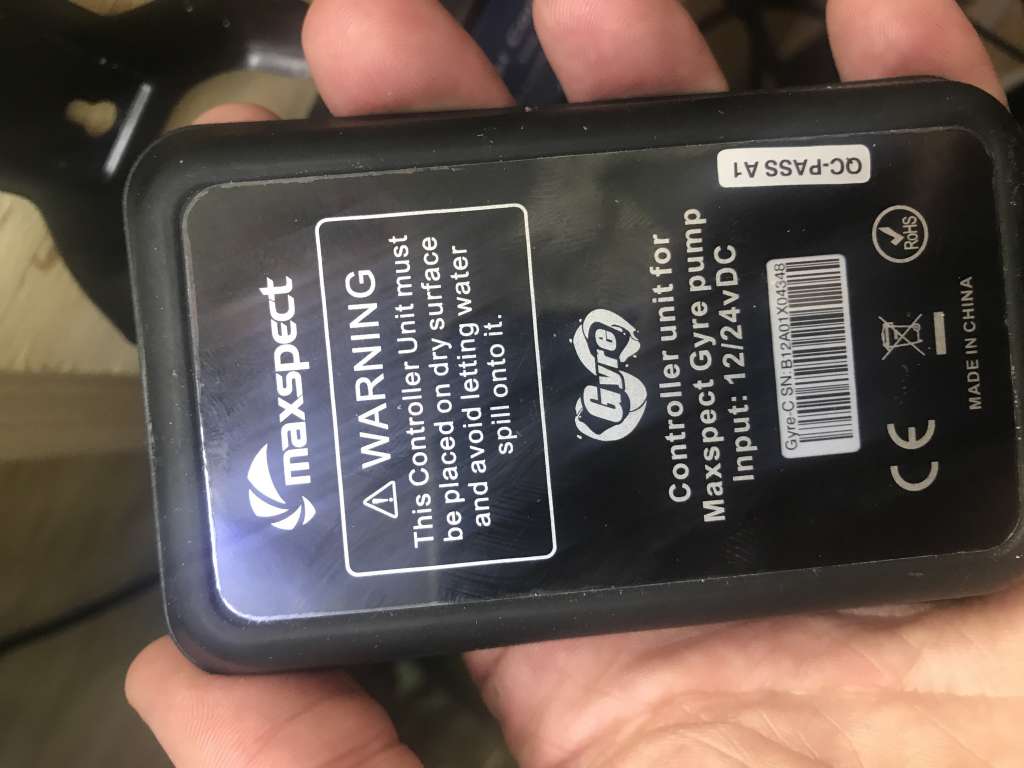 maxspect
WARNING
This Controller Unit must
be placed on dry surface
and avoid letting water
spill onto it.
Gyre
Controller unit for
Maxspect Gyre pump
Input: 12/24vDC
Gyre-C SN: B12A01X04348
QC-PASS A1
CE
RoHS
MADE IN CHINA